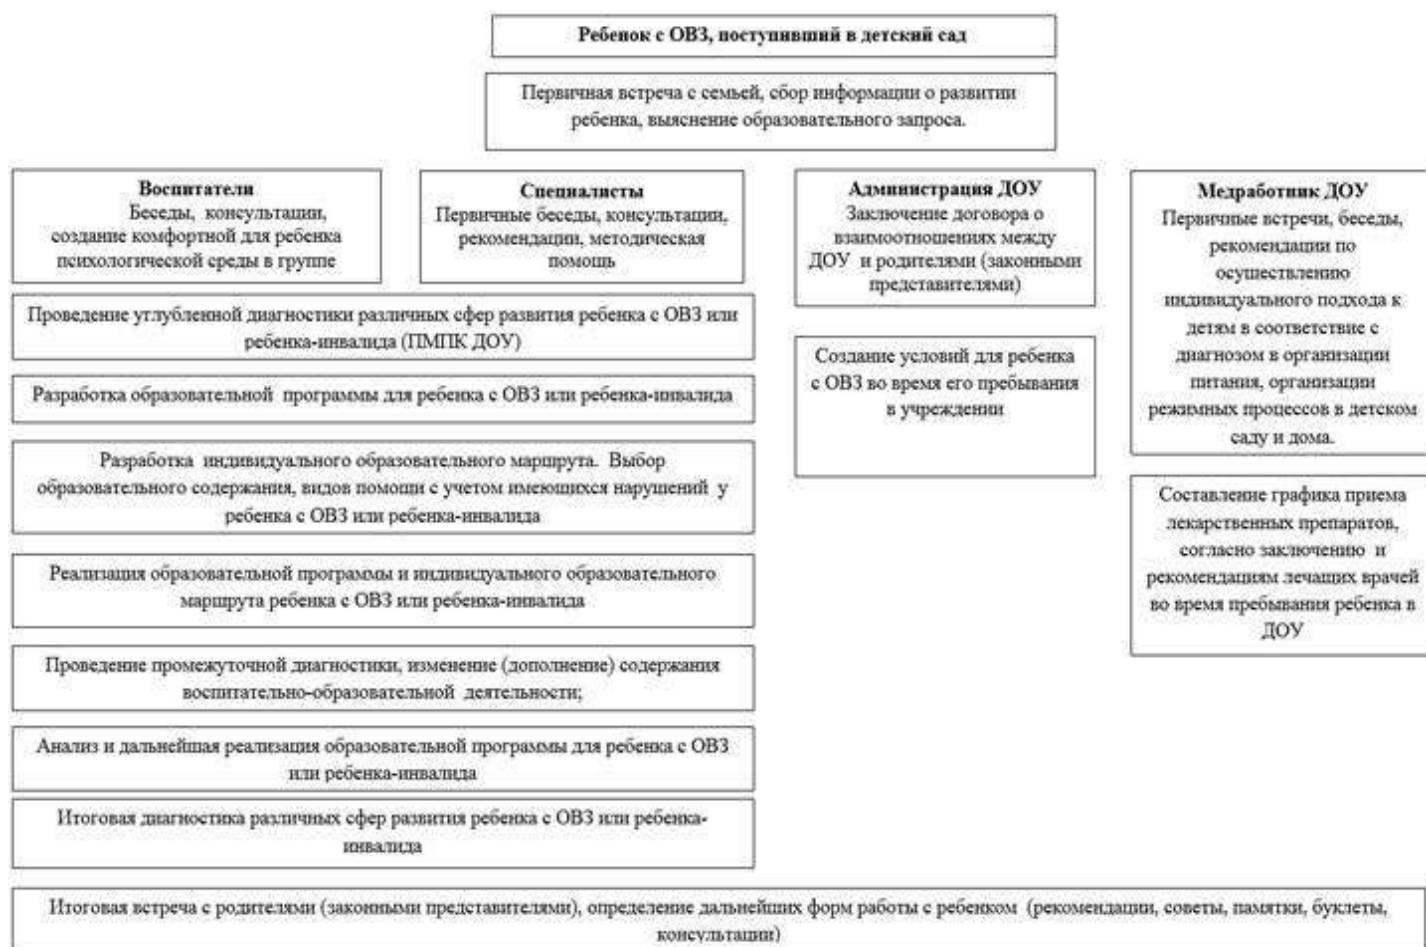 Ребенок с ОВЗ, поступивший в детский сад
Первичная встреча с семьей, сбор информации о развитии
ребенка, выяснение образовательного запроса.
Воспитатели
Беседы, консультации,
создание комфортной для ребенка
психологической среды в группе
Специалисты
Первичные беседы, консультации,
рекомендации, методическая
помощь
Администрация ДОУ
Заключение договора о
взаимоотношениях между
ДОУ и родителями (законными
представителями)
Медработник ДОУ
Первичные встречи, беседы,
рекомендации по
осуществлению
индивидуального подхода к
детям в соответствие с
диагнозом в организации
питания, организации
режимных процессов в детском
саду и дома.
Проведение углубленной диагностики различных сфер развития ребенка с ОВЗ или
ребенка-инвалида (ПМПК ДОУ)
Создание условий для ребенка
с ОВЗ во время его пребывания
в учреждении
Разработка образовательной программы для ребенка с ОВЗ или ребенка-инвалида
Разработка индивидуального образовательного маршрута. Выбор
образовательного содержания, видов помощи с учетом имеющихся нарушений у
ребенка с ОВЗ или ребенка-инвалида
Составление графика приема
лекарственных препаратов,
согласно заключению и
рекомендациям лечащих врачей
во время пребывания ребенка в
ДОУ
Реализация образовательной программы и индивидуального образовательного
маршрута ребенка с ОВЗ или ребенка-инвалида
Проведение промежуточной диагностики, изменение (дополнение) содержания
воспитательно-образовательной деятельности;
Анализ и дальнейшая реализация образовательной программы для ребенка с ОВЗ
или ребенка-инвалида
Итоговая диагностика различных сфер развития ребенка с ОВЗ или ребенка-
инвалида
Итоговая встреча с родителями (законными представителями), определение дальнейших форм работы с ребенком (рекомендации, советы, памятки, буклеты,
консультации)